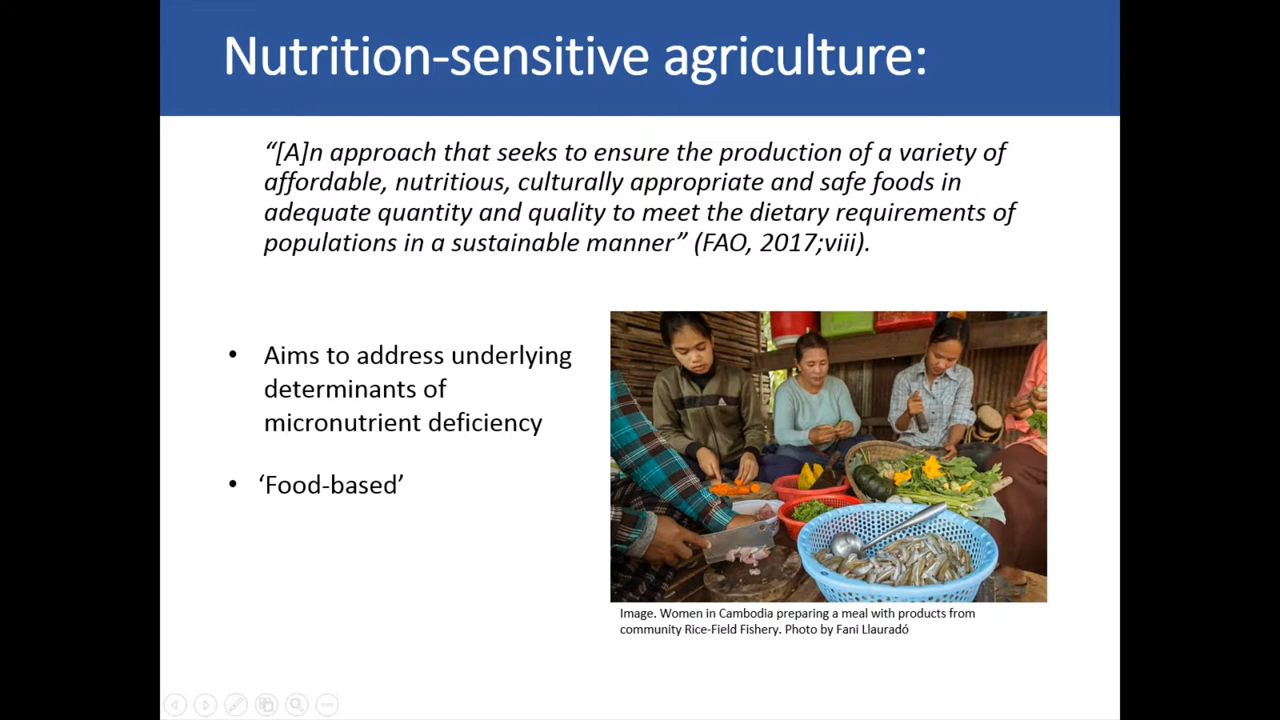 Nutrition-sensitive agriculture:
“[A]n approach that seeks to ensure the production of a variety of
affordable, nutritious, culturally appropriate and safe foods in
adequate quantity and quality to meet the dietary requirements of
populations in a sustainable manner” (FAO, 2017;viii).
• Aims to address underlying
determinants of
micronutrient deficiency
• ‘Food-based’
Image. Women in Cambodia preparing a meal with products from
community Rice-Field Fishery. Photo by Fani Llauradó